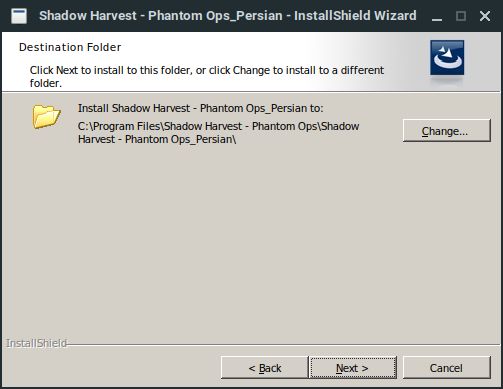 Shadow Harvest - Phantom Ops_Persian - InstallShield Wizard
Destination Folder
Click Next to install to this folder, or click Change to install to a different
folder.
Install Shadow Harvest - Phantom Ops_Persian to:
C:\Program Files\Shadow Harvest - Phantom Ops\Shadow
Harvest - Phantom Ops_Persian\
Change...
InstallShield
< Back
Next >
Cancel